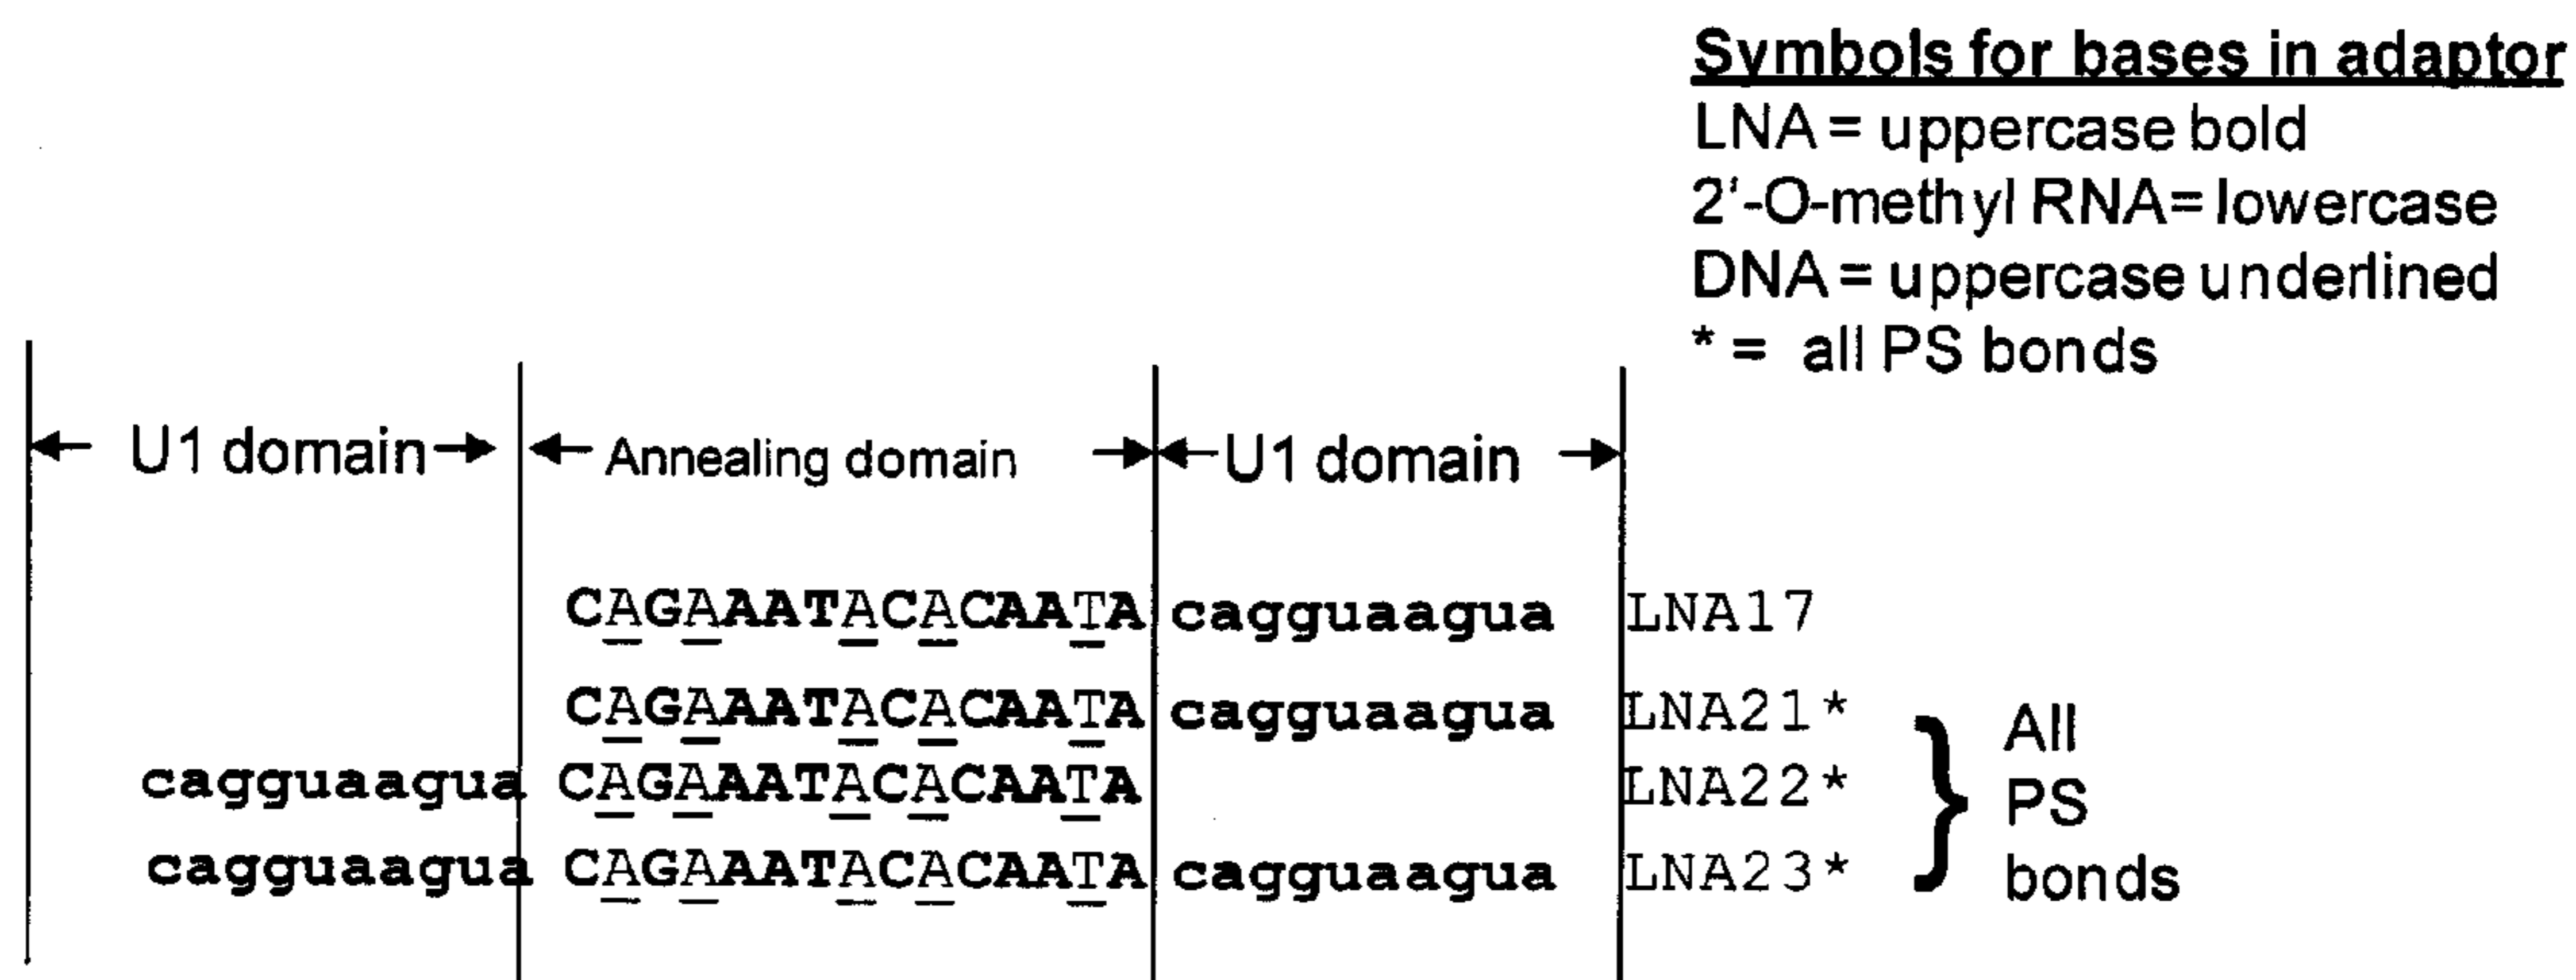 Symbols for bases in adaptor
LNA = uppercase bold
2'-O-methyl RNA= lowercase
DNA = uppercase underlined
* = all PS bonds
U1 domain Annealing domain U1 domain
CAGAAATACACAATA cagguaagua LNA17
CAGAAATACACAATA cagguaagua LNA21*
cagguaagua CAGAAATACACAATA LNA22*
cagguaagua CAGAAATACACAATA cagguaagua LNA23*
} All
PS
bonds